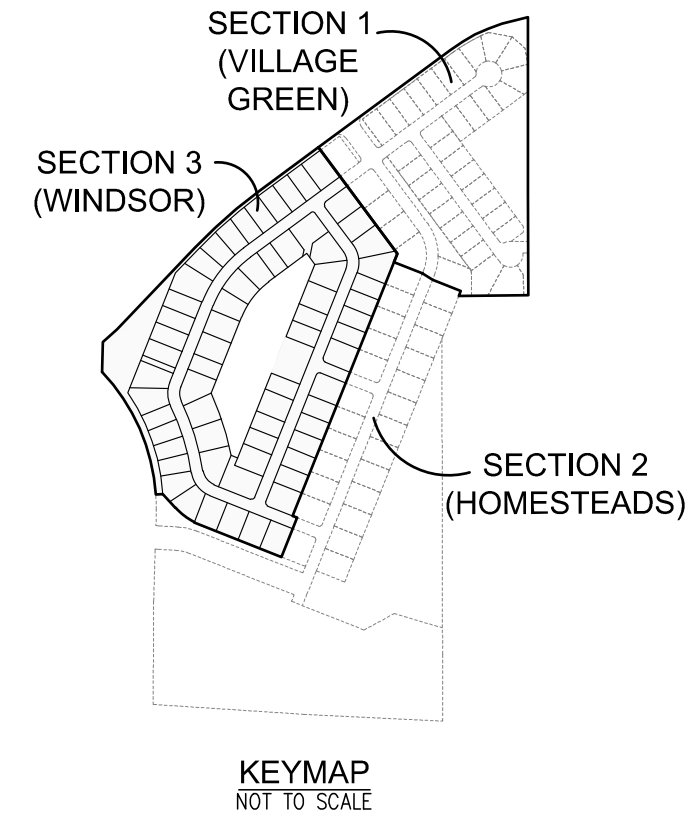 SECTION 1
(VILLAGE
GREEN)
SECTION 3
(WINDSOR)
SECTION 2
(HOMESTEADS)
KEYMAP
NOT TO SCALE